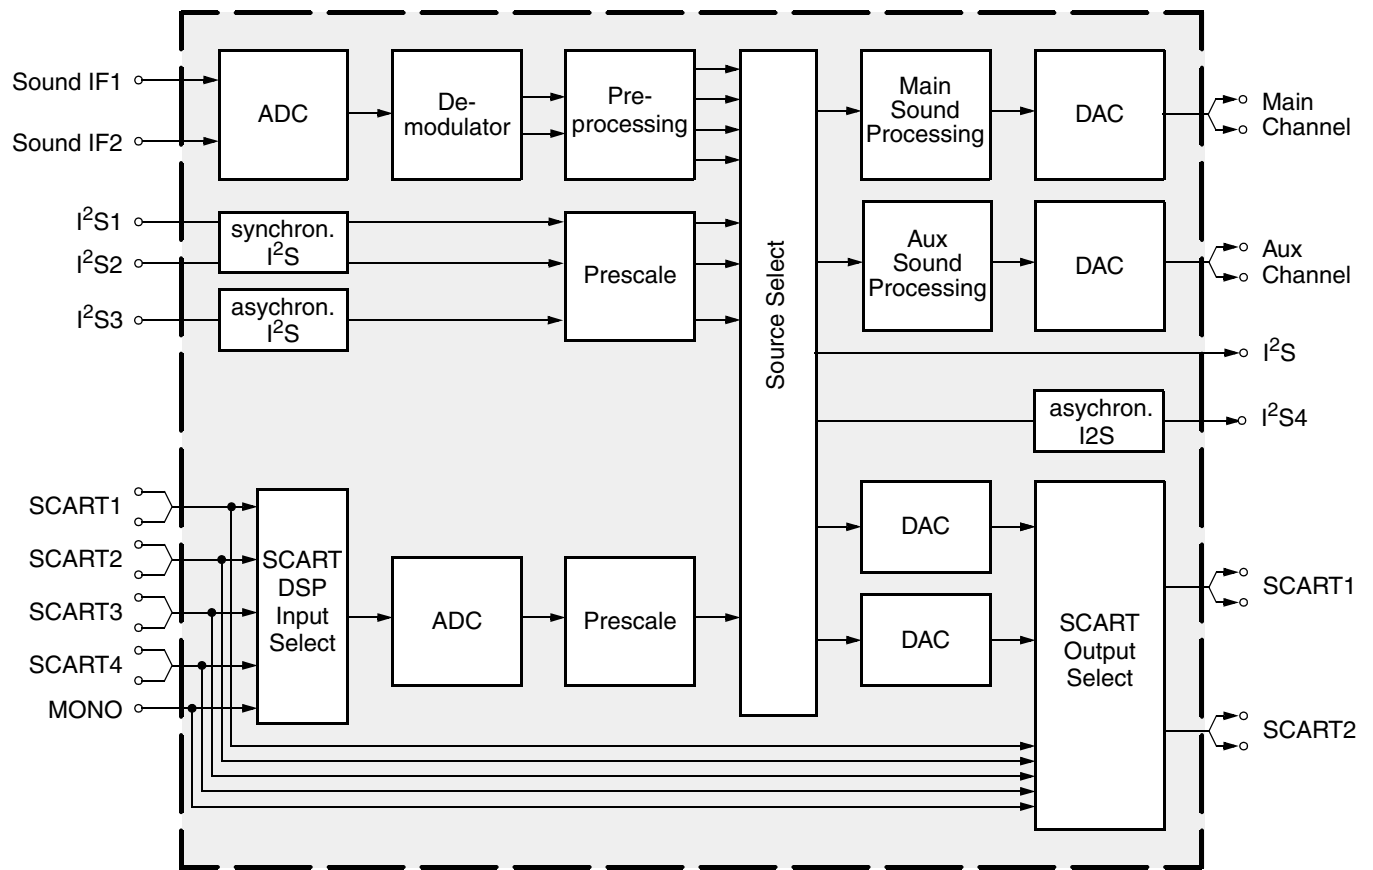 Sound IF1
Sound IF2
ADC
De-
modulator
Pre-
processing
Main
Sound
Processing
DAC
Main
Channel
I²S1
I²S2
synchron.
I²S
I²S3
asychron.
I²S
Prescale
Source Select
Aux
Sound
Processing
DAC
Aux
Channel
I²S
asychron.
I2S
I²S4
SCART1
SCART2
SCART3
SCART4
MONO
SCART
DSP
Input
Select
ADC
Prescale
DAC
DAC
SCART
Output
Select
SCART1
SCART2